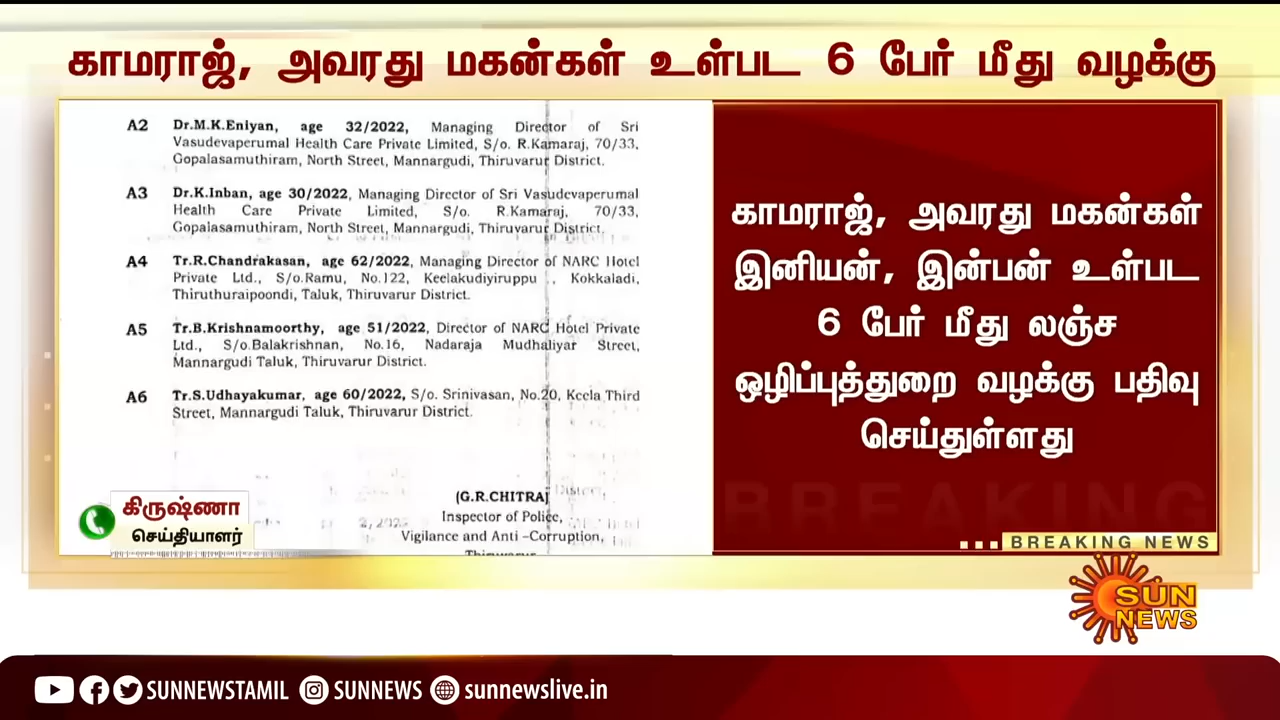 காமராஜ், அவரது மகன்கள் உள்பட 6 பேர் மீது வழக்கு
A2 Dr.M.K.Eniyan, age 32/2022, Managing Director of Sri
Vasudevaperumal Health Care Private Limited, S/o. R.Kamaraj, 70/33,
Gopalasamuthiram, North Street, Mannargudi, Thiruvarur District.
A3 Dr.K.Inban, age 30/2022, Managing Director of Sri Vasudevaperumal
Health Care Private Limited, S/o. R.Kamaraj, 70/33,
Gopalasamuthiram, North Street, Mannargudi, Thiruvarur District.
A4 Tr.R.Chandrakasan, age 62/2022, Managing Director of NARC Hotel
Private Ltd., S/o.Ramu, No.122, Keelakudiyiruppu ., Kokkaladi,
Thiruthuraipoondi, Taluk, Thiruvarur District.
A5 Tr.B.Krishnamoorthy, age 51/2022, Director of NARC Hotel Private
Ltd., S/o.Balakrishnan, No.16, Nadaraja Mudhaliyar Street,
Mannargudi Taluk, Thiruvarur District.
A6 Tr.S.Udhayakumar, age 60/2022, S/o. Srinivasan, No.20, Keela Third
Street, Mannargudi Taluk, Thiruvarur District.
(G.R.CHITRA)
Inspector of Police,
Vigilance and Anti –Corruption,
காமராஜ், அவரது மகன்கள்
இனியன், இன்பன் உள்பட
6 பேர் மீது லஞ்ச
ஒழிப்புத்துறை வழக்கு பதிவு
செய்துள்ளது
கிருஷ்ணா
செய்தியாளர்
BREAKING
BREAKING NEWS
SUN
NEWS
SUNNEWSTAMIL SUNNEWS sunnewslive.in